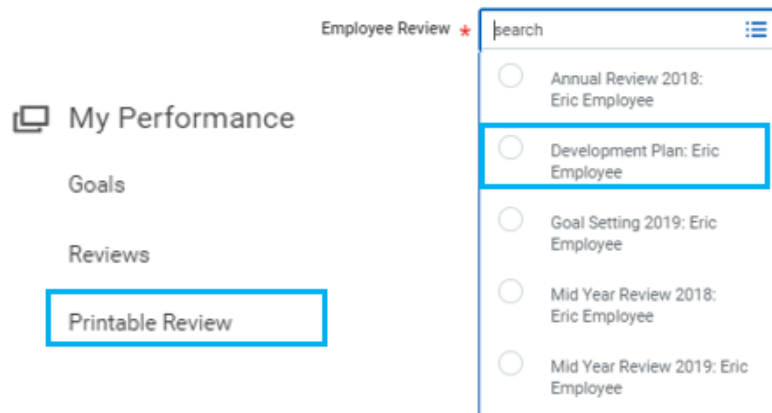 Employee Review *
search
Annual Review 2018:
Eric Employee
Development Plan: Eric
Employee
Goal Setting 2019: Eric
Employee
Mid Year Review 2018:
Eric Employee
Mid Year Review 2019: Eric
Employee
My Performance
Goals
Reviews
Printable Review